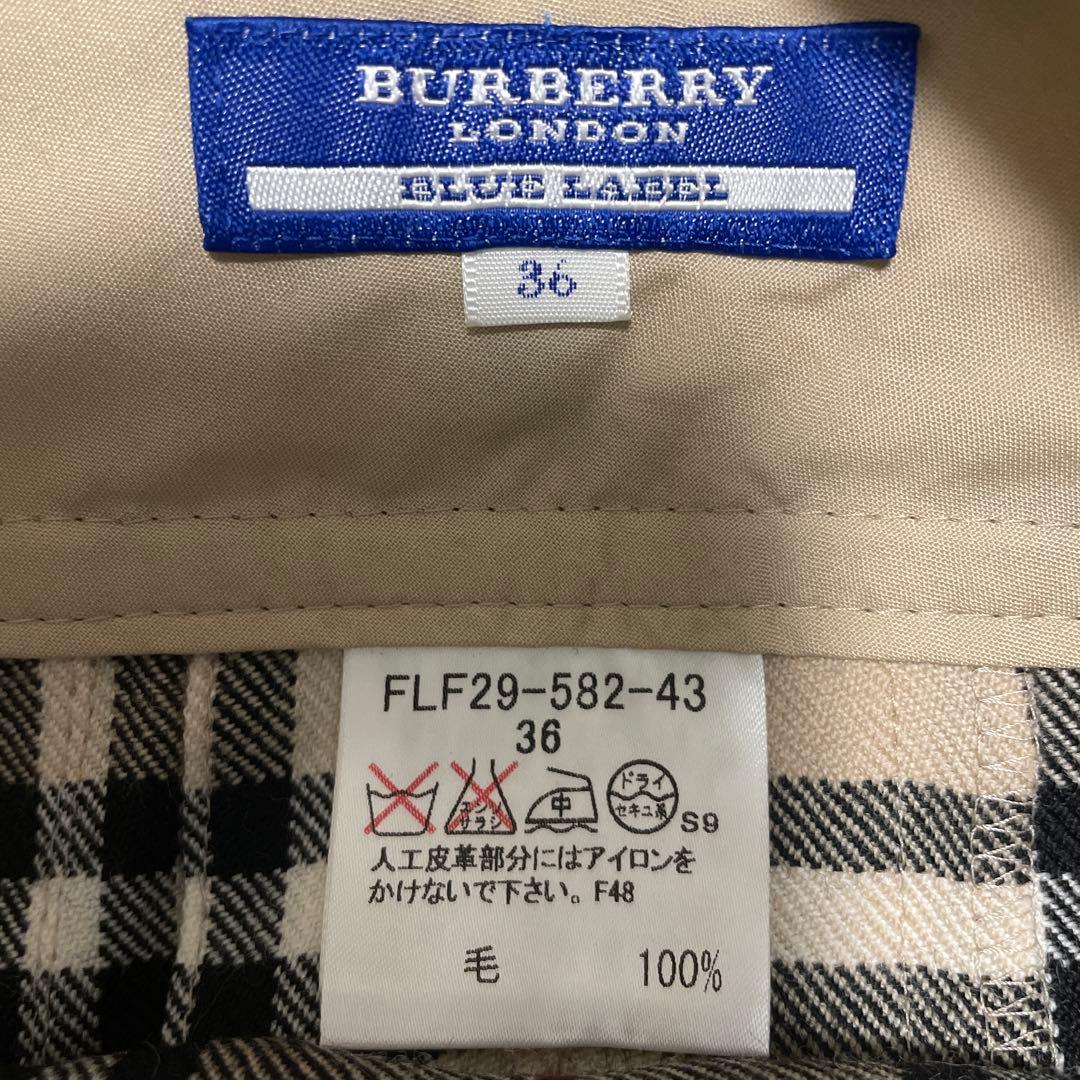 BURBERRY
LONDON
BLUE LABEL
36
FLF29-582-43
36
エンソ
サラシ
中
ドライ
セキユ系
S9
人工皮革部分にはアイロンを
かけないで下さい。F48
毛 100%